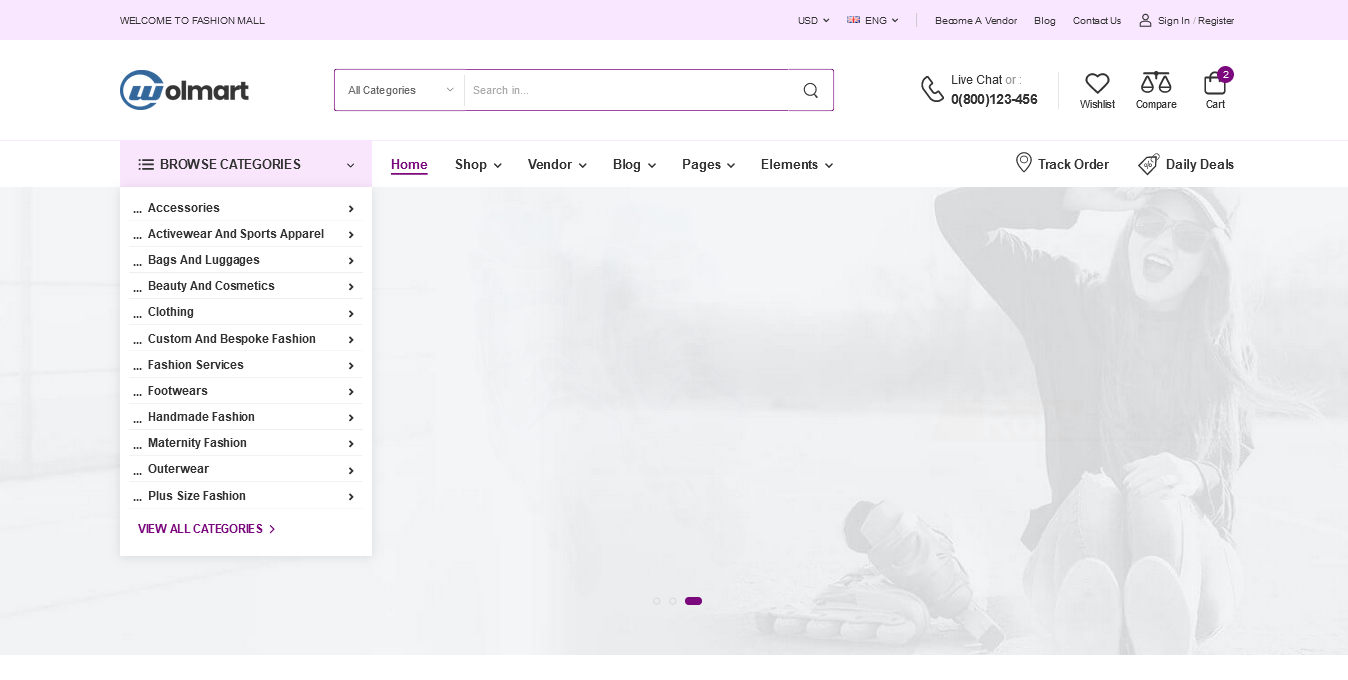 WELCOME TO FASHION MALL
USD ENG Become A Vendor Blog Contact Us Sign In / Register
Wolmart
All Categories Search in...
Live Chat or :
0(800)123-456
Wishlist Compare 2 Cart
BROWSE CATEGORIES
Home Shop Vendor Blog Pages Elements
Track Order Daily Deals
... Accessories
... Activewear And Sports Apparel
... Bags And Luggages
... Beauty And Cosmetics
... Clothing
... Custom And Bespoke Fashion
... Fashion Services
... Footwears
... Handmade Fashion
... Maternity Fashion
... Outerwear
... Plus Size Fashion
VIEW ALL CATEGORIES